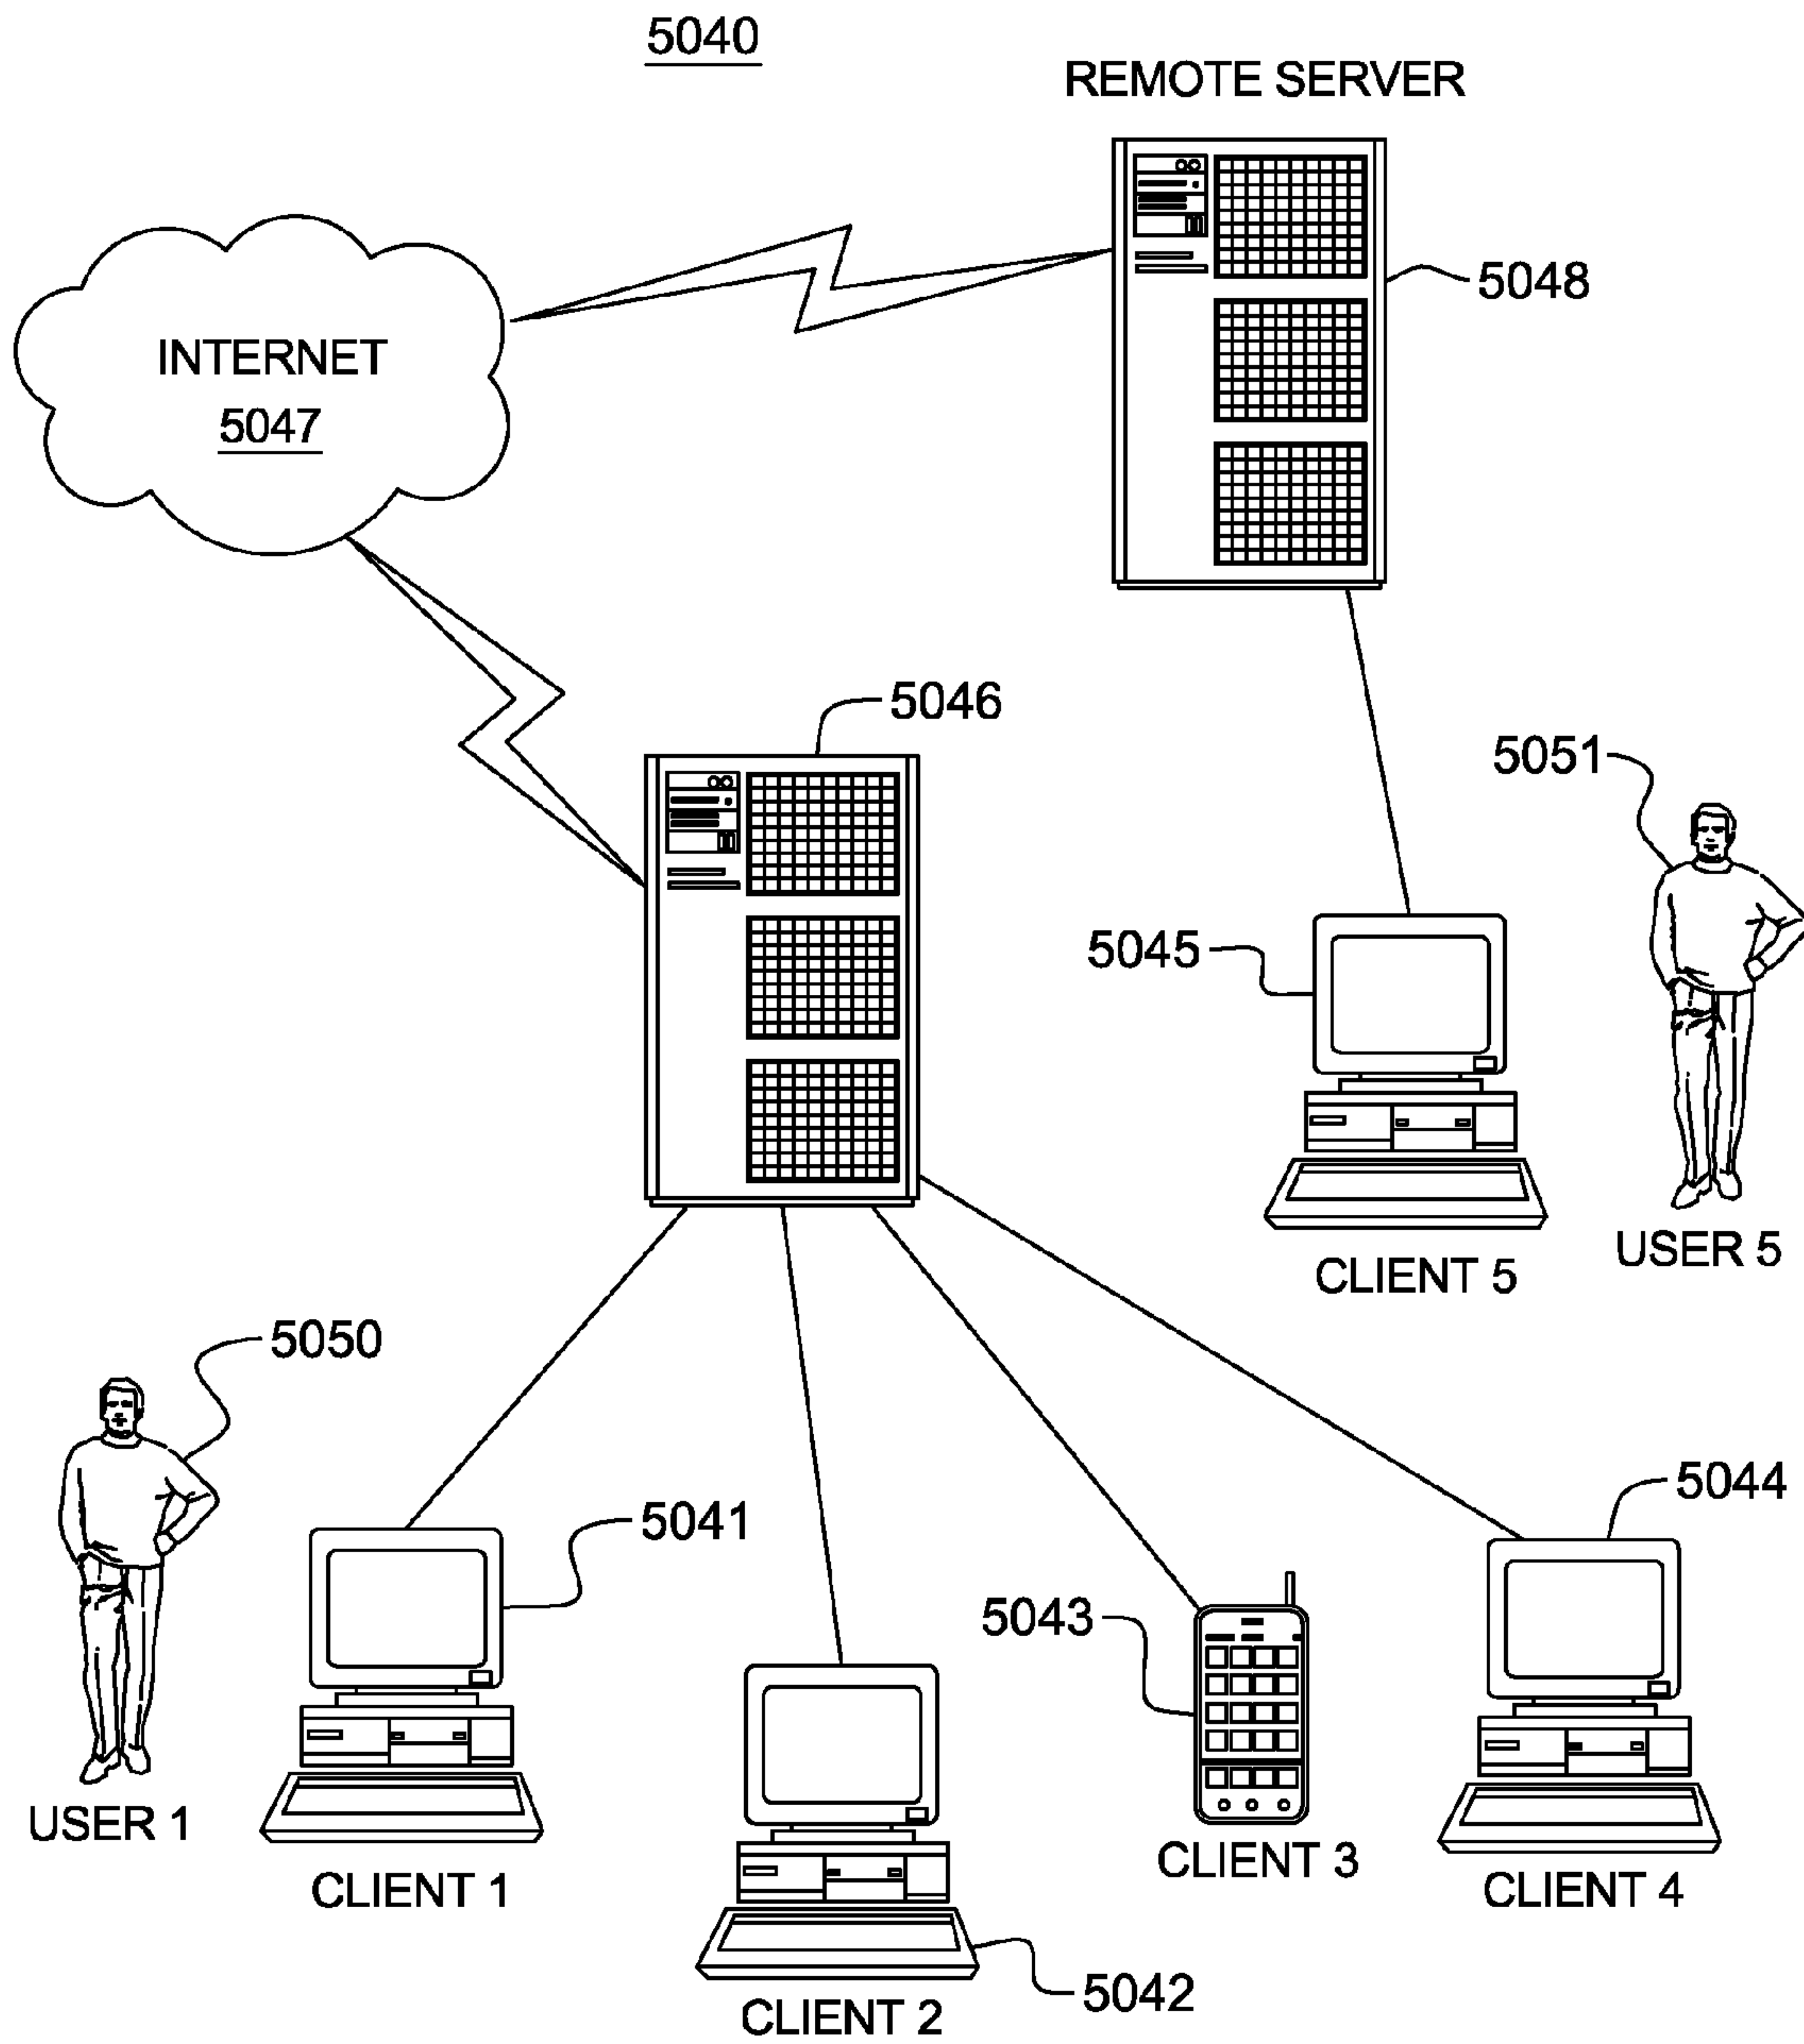 5040
REMOTE SERVER
5048
INTERNET
5047
5046
5051
5045
USER 5
CLIENT 5
5050
5044
5041
5043
USER 1
CLIENT 3
CLIENT 1
CLIENT 4
5042
CLIENT 2